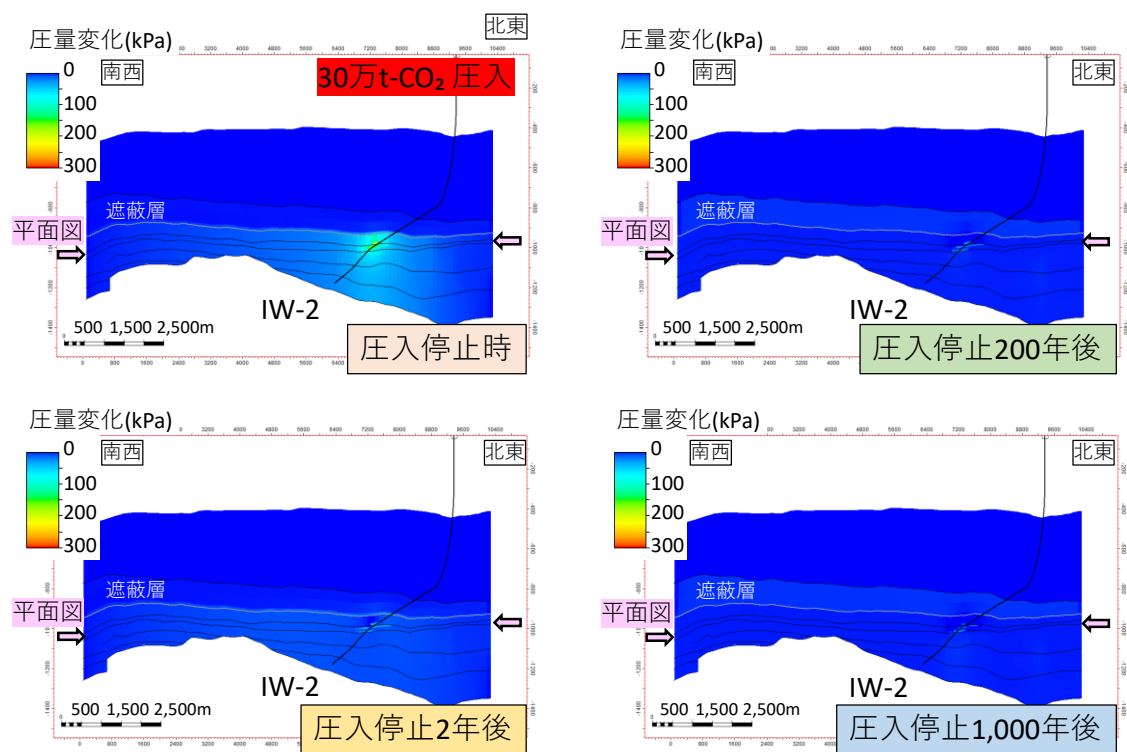 圧量変化(kPa)
北東
南西
30万t-CO₂ 圧入
0
100
200
300
遮蔽層
平面図
IW-2
500 1,500 2,500m
圧入停止時
圧量変化(kPa)
南西
北東
0
100
200
300
遮蔽層
平面図
IW-2
500 1,500 2,500m
圧入停止200年後
圧量変化(kPa)
南西
北東
0
100
200
300
遮蔽層
平面図
IW-2
500 1,500 2,500m
圧入停止2年後
圧量変化(kPa)
南西
北東
0
100
200
300
遮蔽層
平面図
IW-2
500 1,500 2,500m
圧入停止1,000年後